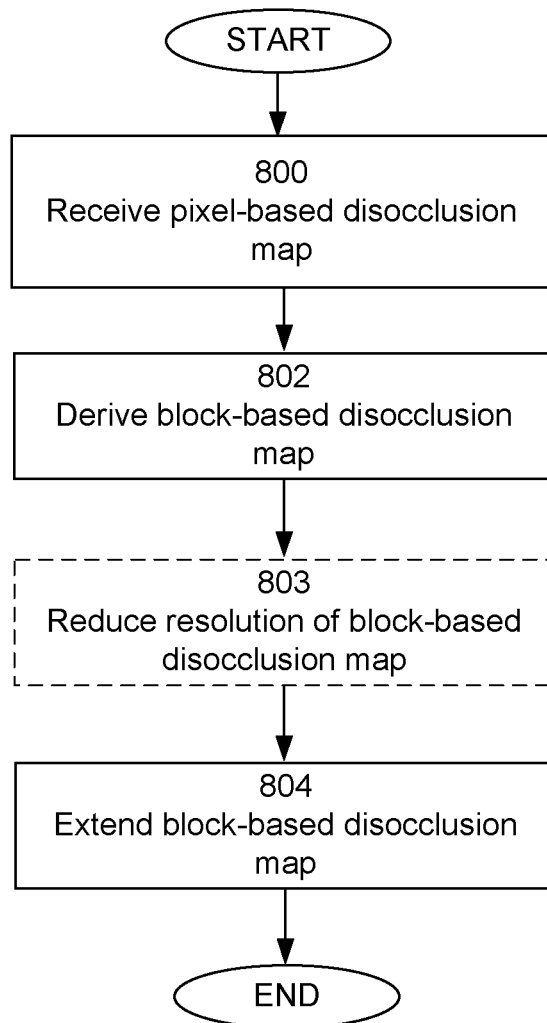 START
800
Receive pixel-based disocclusion
map
802
Derive block-based disocclusion
map
803
Reduce resolution of block-based
disocclusion map
804
Extend block-based disocclusion
map
END